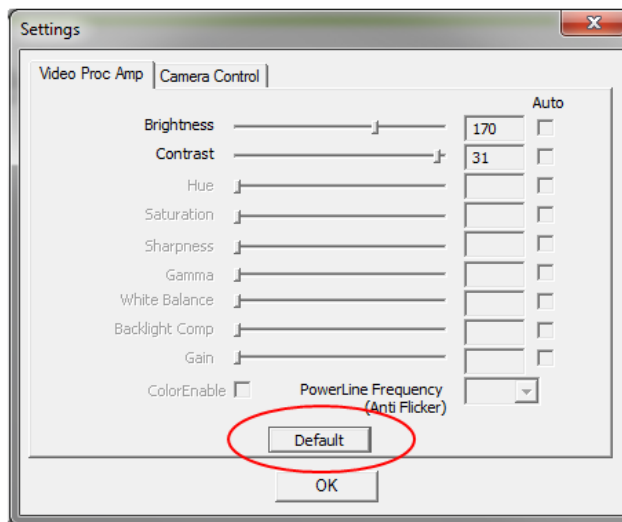 Settings
Video Proc Amp
Camera Control
Auto
Brightness 170
Contrast 31
Hue
Saturation
Sharpness
Gamma
White Balance
Backlight Comp
Gain
ColorEnable PowerLine Frequency
(Anti Flicker)
Default
OK